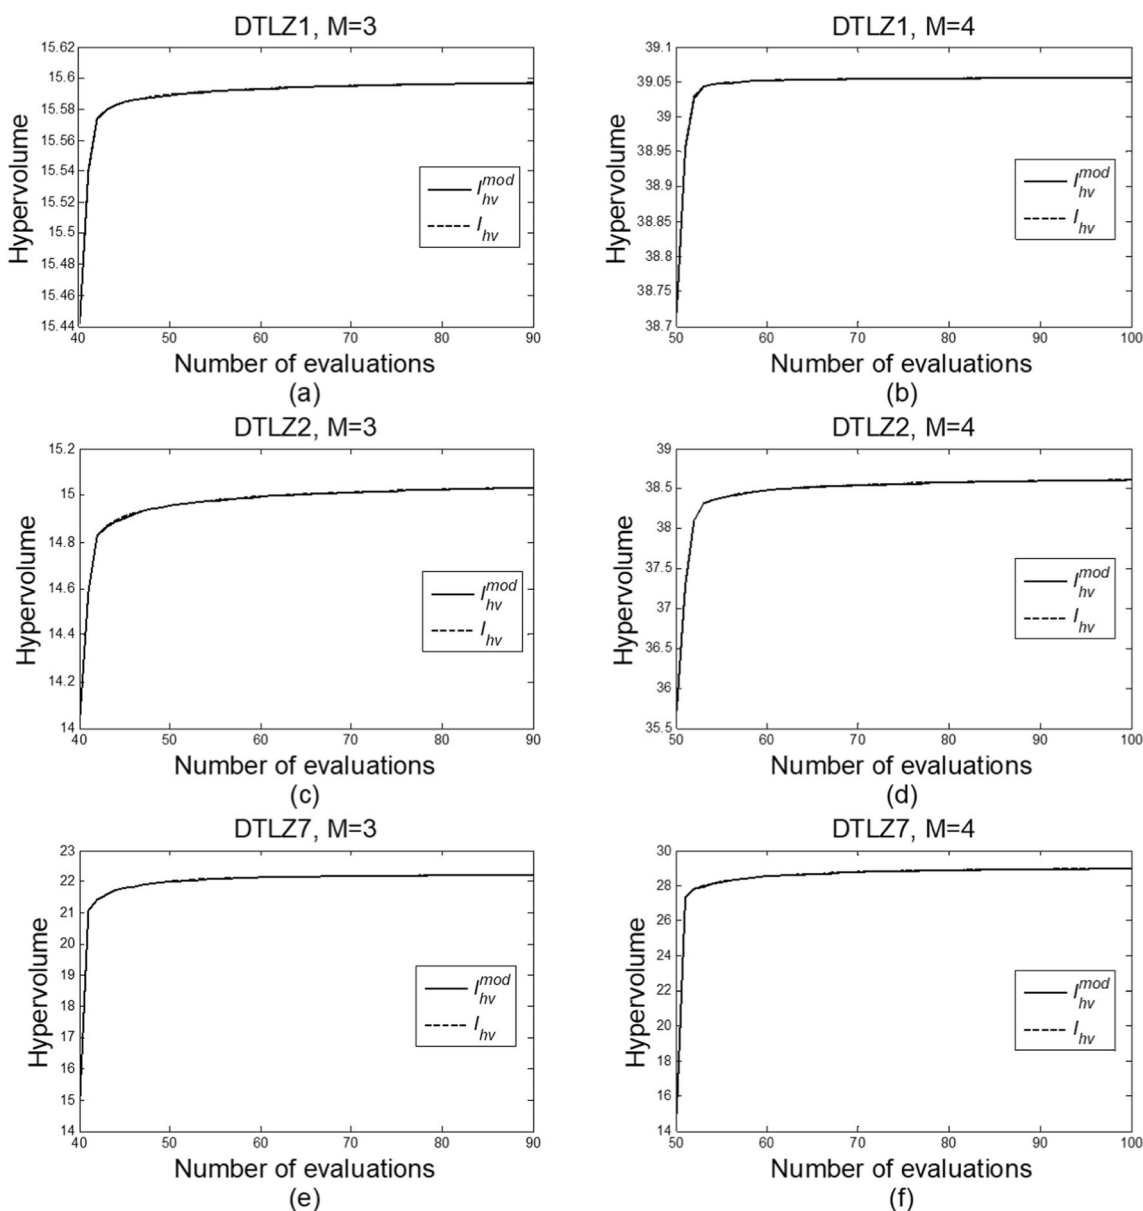 DTLZ1, M=3
15.62
15.6
15.58
15.56
15.54
15.52
15.5
15.48
15.46
15.44
40 50 60 70 80 90
Hypervolume
I_hv^mod
I_hv
Number of evaluations
(a)
DTLZ1, M=4
39.1
39.05
39
38.95
38.9
38.85
38.8
38.75
38.7
50 60 70 80 90 100
Hypervolume
I_hv^mod
I_hv
Number of evaluations
(b)
DTLZ2, M=3
15.2
15
14.8
14.6
14.4
14.2
14
40 50 60 70 80 90
Hypervolume
I_hv^mod
I_hv
Number of evaluations
(c)
DTLZ2, M=4
39
38.5
38
37.5
37
36.5
36
35.5
50 60 70 80 90 100
Hypervolume
I_hv^mod
I_hv
Number of evaluations
(d)
DTLZ7, M=3
23
22
21
20
19
18
17
16
15
14
40 50 60 70 80 90
Hypervolume
I_hv^mod
I_hv
Number of evaluations
(e)
DTLZ7, M=4
30
28
26
24
22
20
18
16
14
50 60 70 80 90 100
Hypervolume
I_hv^mod
I_hv
Number of evaluations
(f)